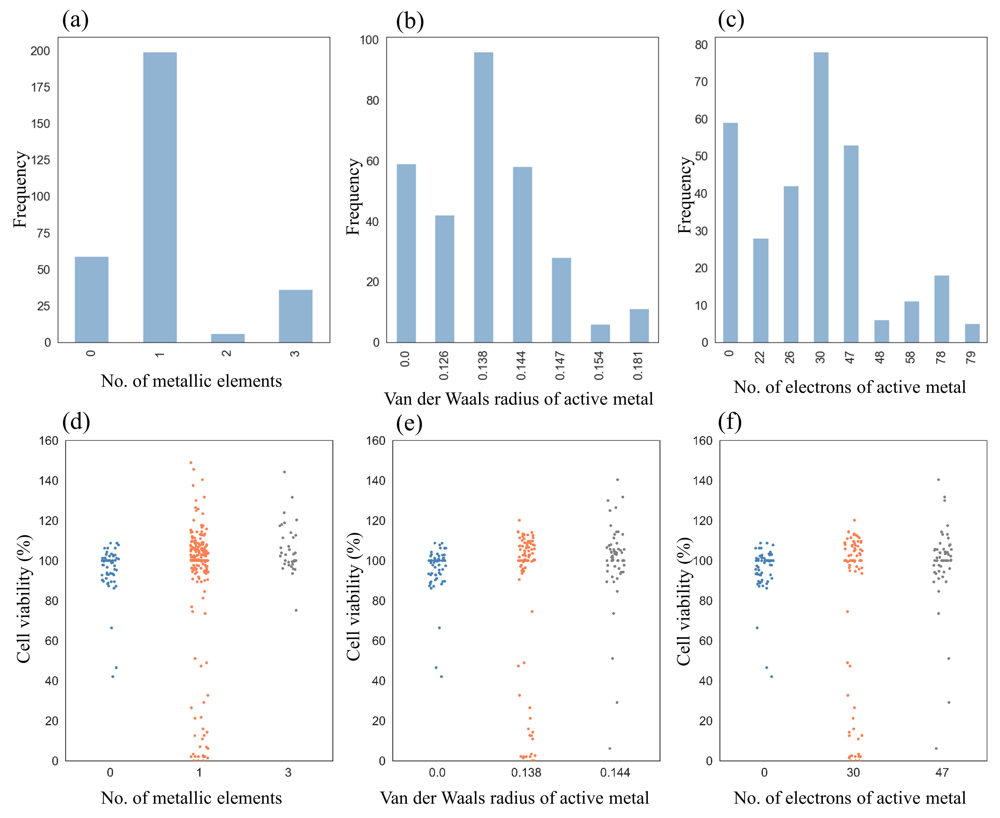 (a)
200
175
150
125
100
75
50
25
0
Frequency
0 1 2 3
No. of metallic elements
(b)
100
80
60
40
20
0
Frequency
0.0 0.126 0.138 0.144 0.147 0.154 0.181
Van der Waals radius of active metal
(c)
80
70
60
50
40
30
20
10
0
Frequency
0 22 26 30 47 48 58 78 79
No. of electrons of active metal
(d)
160
140
120
100
80
60
40
20
0
Cell viability (%)
0 1 3
No. of metallic elements
(e)
160
140
120
100
80
60
40
20
0
Cell viability (%)
0.0 0.138 0.144
Van der Waals radius of active metal
(f)
160
140
120
100
80
60
40
20
0
Cell viability (%)
0 30 47
No. of electrons of active metal